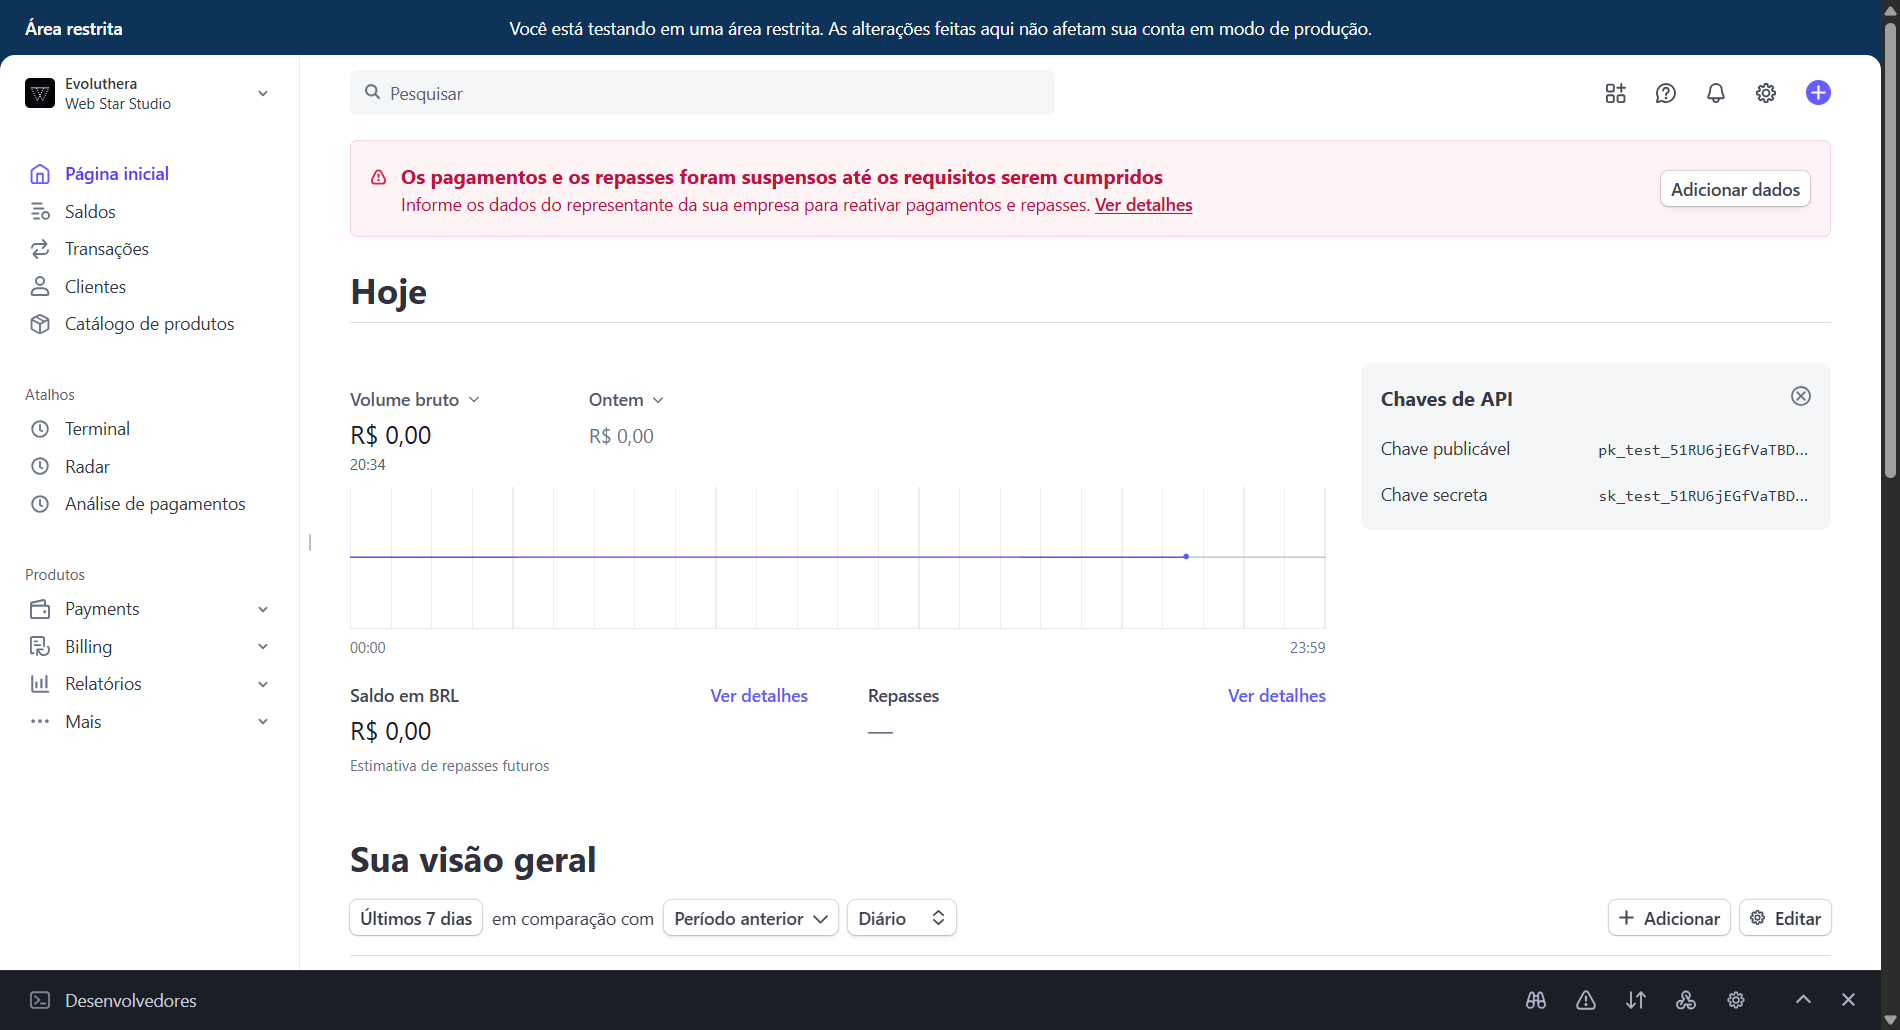 Área restrita
Você está testando em uma área restrita. As alterações feitas aqui não afetam sua conta em modo de produção.
Evoluthera
Web Star Studio
Pesquisar
Página inicial
Saldos
Transações
Clientes
Catálogo de produtos
Atalhos
Terminal
Radar
Análise de pagamentos
Produtos
Payments
Billing
Relatórios
Mais
Os pagamentos e os repasses foram suspensos até os requisitos serem cumpridos
Informe os dados do representante da sua empresa para reativar pagamentos e repasses. Ver detalhes
Adicionar dados
Hoje
Volume bruto
R$ 0,00
20:34
Ontem
R$ 0,00
00:00
23:59
Chaves de API
Chave publicável pk_test_51RU6jEGfVaTBD...
Chave secreta sk_test_51RU6jEGfVaTBD...
Saldo em BRL Ver detalhes
R$ 0,00
Estimativa de repasses futuros
Repasses Ver detalhes
—
Sua visão geral
Últimos 7 dias em comparação com Período anterior Diário
Adicionar Editar
Desenvolvedores